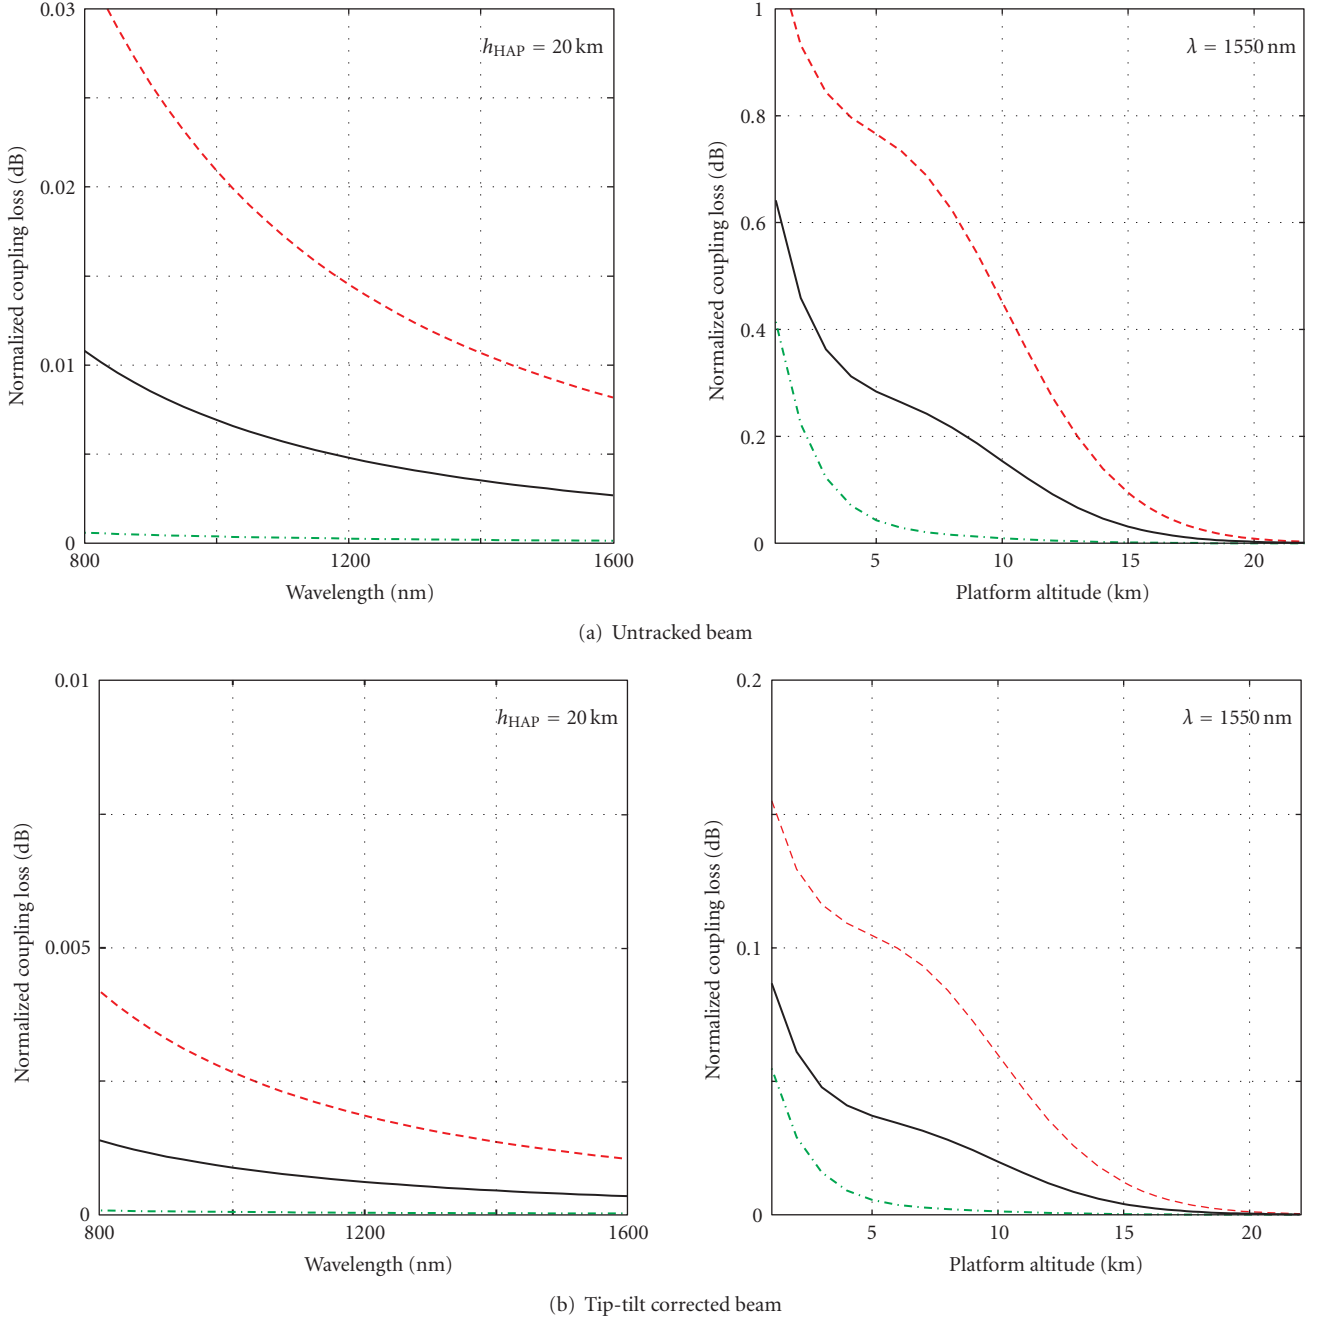 0.03
0.02
0.01
0
Normalized coupling loss (dB)
h_HAP = 20 km
800
1200
1600
Wavelength (nm)
1
0.8
0.6
0.4
0.2
0
Normalized coupling loss (dB)
λ = 1550 nm
5
10
15
20
Platform altitude (km)
(a) Untracked beam
0.01
0.005
0
Normalized coupling loss (dB)
h_HAP = 20 km
800
1200
1600
Wavelength (nm)
0.2
0.1
0
Normalized coupling loss (dB)
λ = 1550 nm
5
10
15
20
Platform altitude (km)
(b) Tip-tilt corrected beam